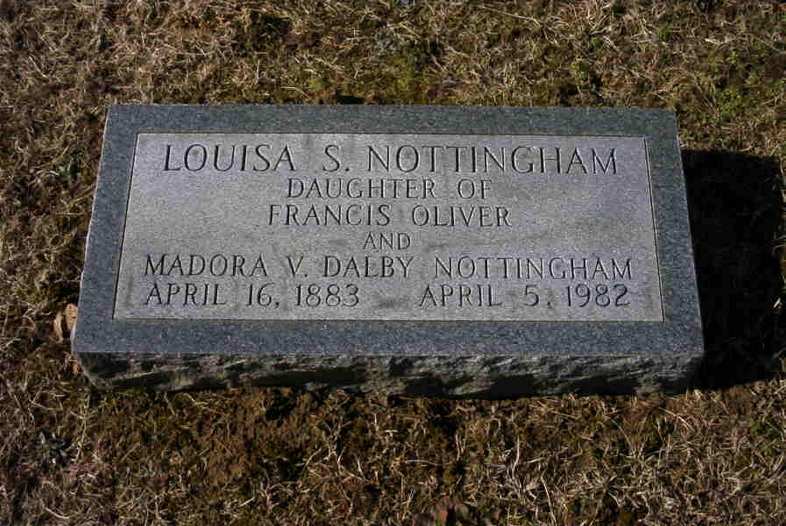 LOUISA S. NOTTINGHAM
DAUGHTER OF
FRANCIS OLIVER
AND
MADORA V. DALBY NOTTINGHAM
APRIL 16, 1883 APRIL 5, 1982